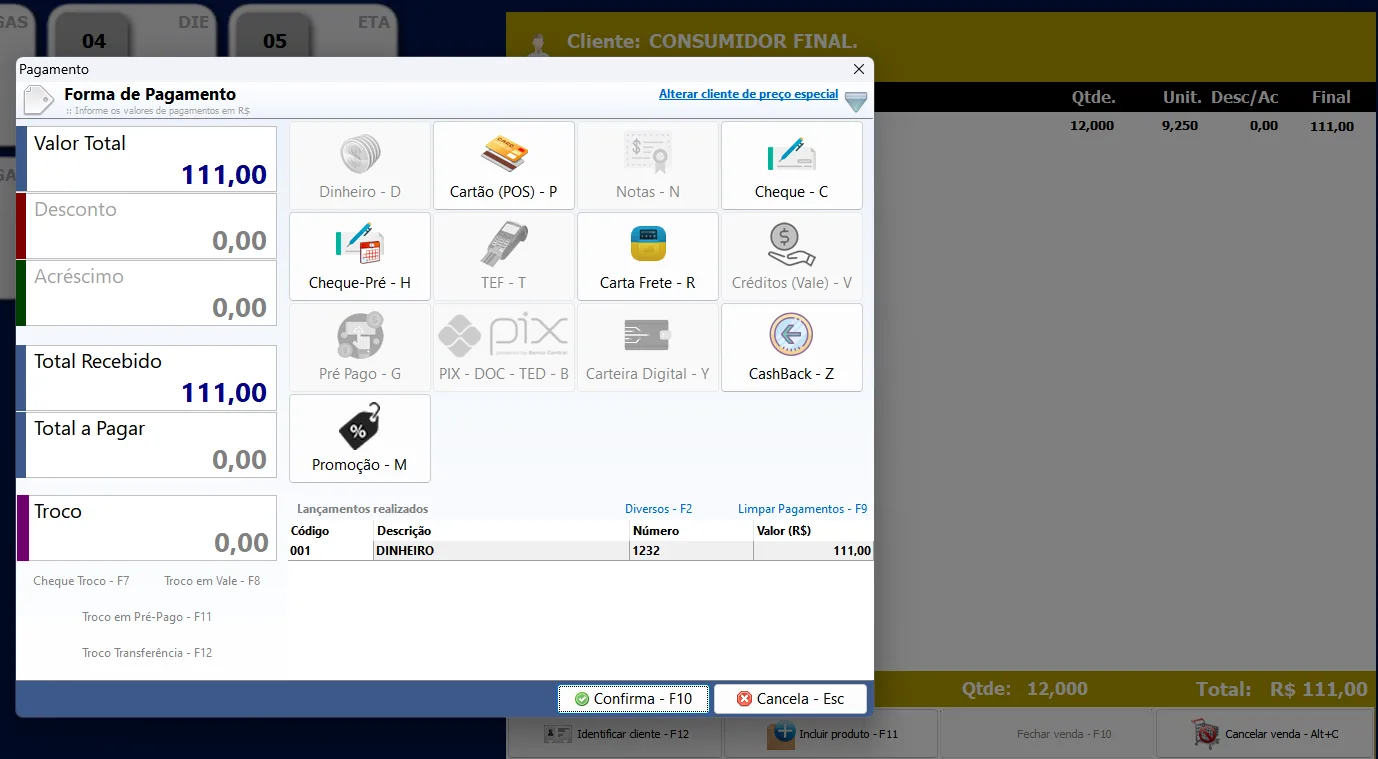 GAS
DIE
ETA
04
05
Cliente: CONSUMIDOR FINAL.
Pagamento
Forma de Pagamento
:: Informe os valores de pagamentos em R$
Alterar cliente de preço especial
Qtde. Unit. Desc/Ac Final
12,000 9,250 0,00 111,00
Valor Total
111,00
Desconto
0,00
Acréscimo
0,00
Total Recebido
111,00
Total a Pagar
0,00
Troco
0,00
Cheque Troco - F7 Troco em Vale - F8
Troco em Pré-Pago - F11
Troco Transferência - F12
Dinheiro - D
Cartão (POS) - P
Notas - N
Cheque - C
Cheque-Pré - H
TEF - T
Carta Frete - R
Créditos (Vale) - V
Pré Pago - G
pix
powered by Banco Central
PIX - DOC - TED - B
Carteira Digital - Y
CashBack - Z
%
Promoção - M
Lançamentos realizados Diversos - F2 Limpar Pagamentos - F9
Código Descrição Número Valor (R$)
001 DINHEIRO 1232 111,00
Confirma - F10 Cancela - Esc
Qtde: 12,000 Total: R$ 111,00
Identificar cliente - F12 Incluir produto - F11 Fechar venda - F10 Cancelar venda - Alt+C